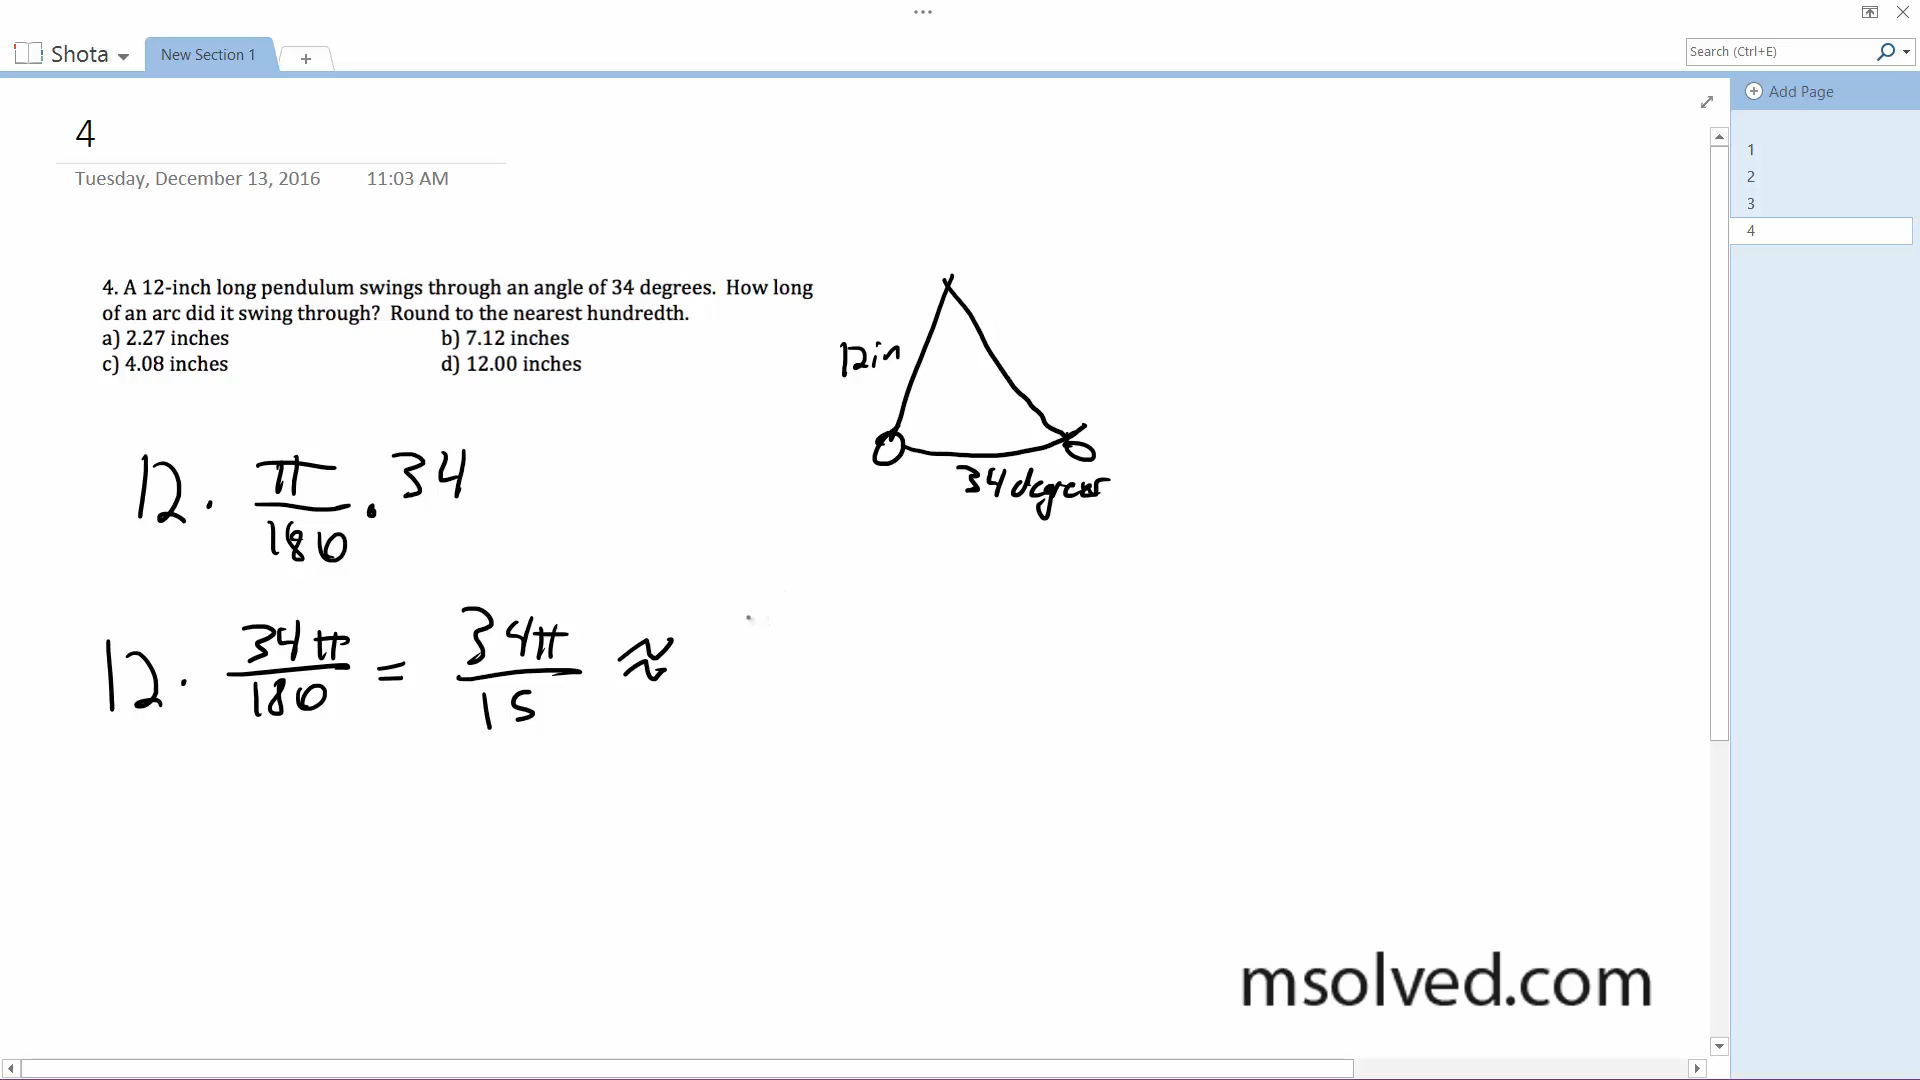 ...
Shota
New Section 1
+
Search (Ctrl+E)
Add Page
4
Tuesday, December 13, 2016 11:03 AM
1
2
3
4
4. A 12-inch long pendulum swings through an angle of 34 degrees. How long
of an arc did it swing through? Round to the nearest hundredth.
a) 2.27 inches b) 7.12 inches
c) 4.08 inches d) 12.00 inches
12in
34 degrees
12 · π/180 · 34
12 · 34π/180 = 34π/15 ≈
msolved.com